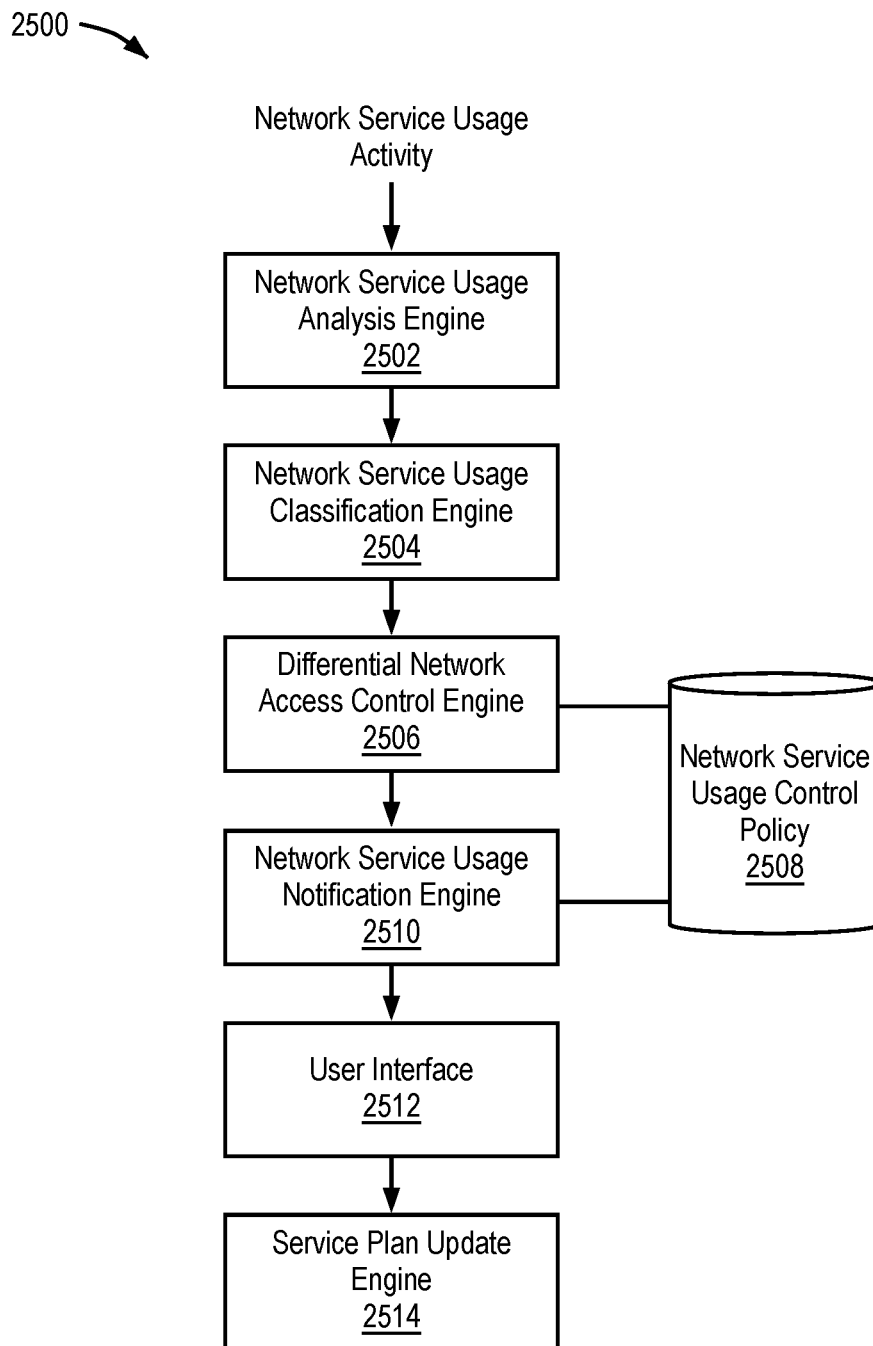 2500
Network Service Usage
Activity
Network Service Usage
Analysis Engine
2502
Network Service Usage
Classification Engine
2504
Differential Network
Access Control Engine
2506
Network Service
Usage Control
Policy
2508
Network Service Usage
Notification Engine
2510
User Interface
2512
Service Plan Update
Engine
2514